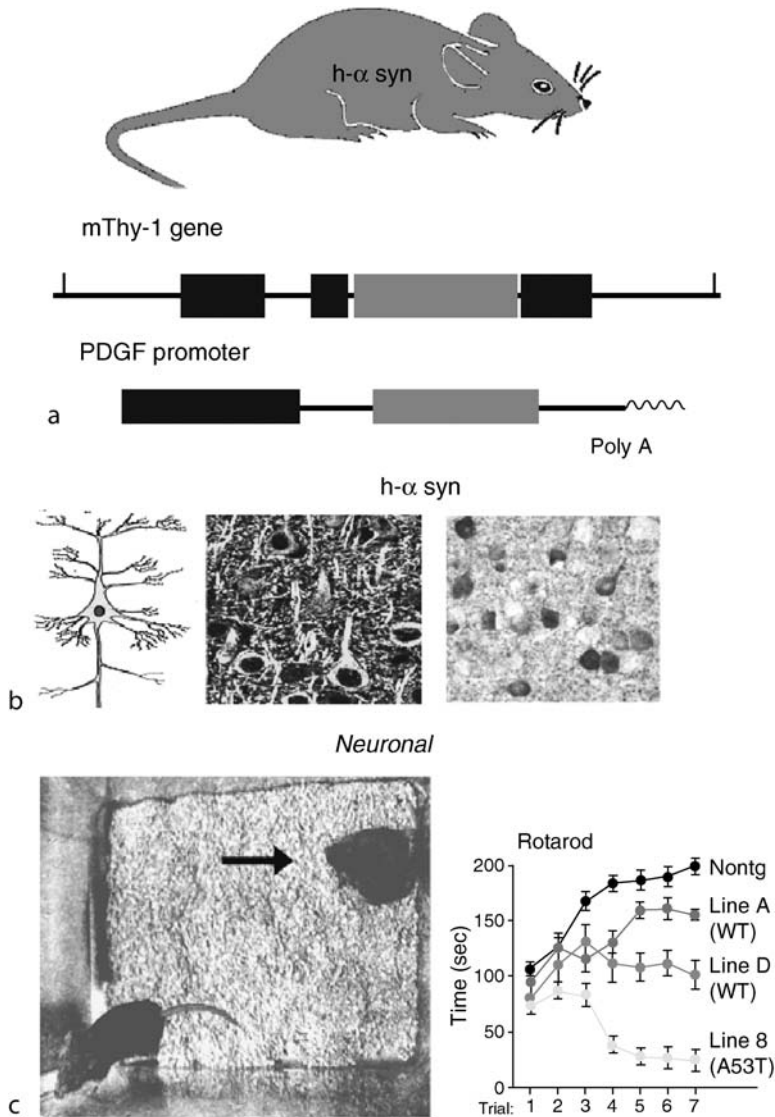 h-α syn
mThy-1 gene
PDGF promoter
a
Poly A
h-α syn
b
Neuronal
c
Rotarod
Time (sec)
200
150
100
50
0
Nontg
Line A
(WT)
Line D
(WT)
Line 8
(A53T)
Trial: 1 2 3 4 5 6 7